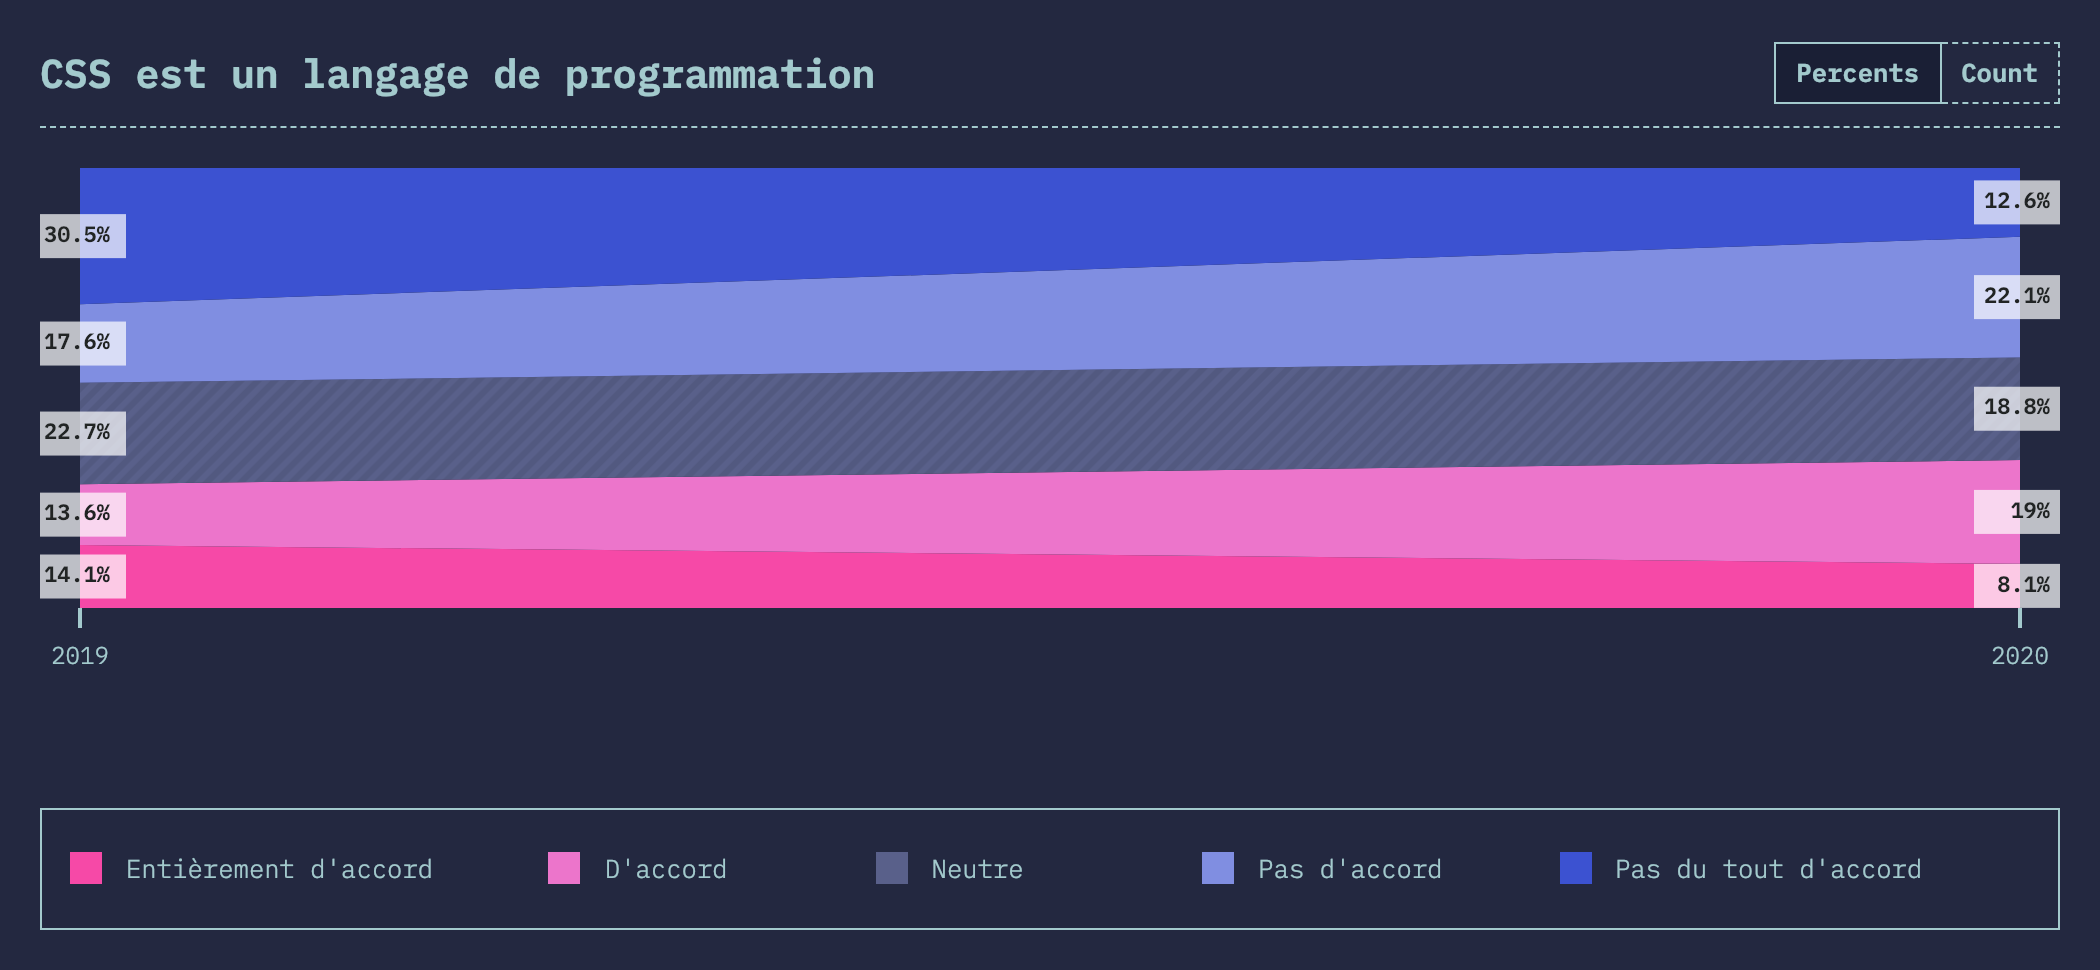 CSS est un langage de programmation
Percents
Count
30.5%
17.6%
22.7%
13.6%
14.1%
12.6%
22.1%
18.8%
19%
8.1%
2019
2020
Entièrement d'accord
D'accord
Neutre
Pas d'accord
Pas du tout d'accord